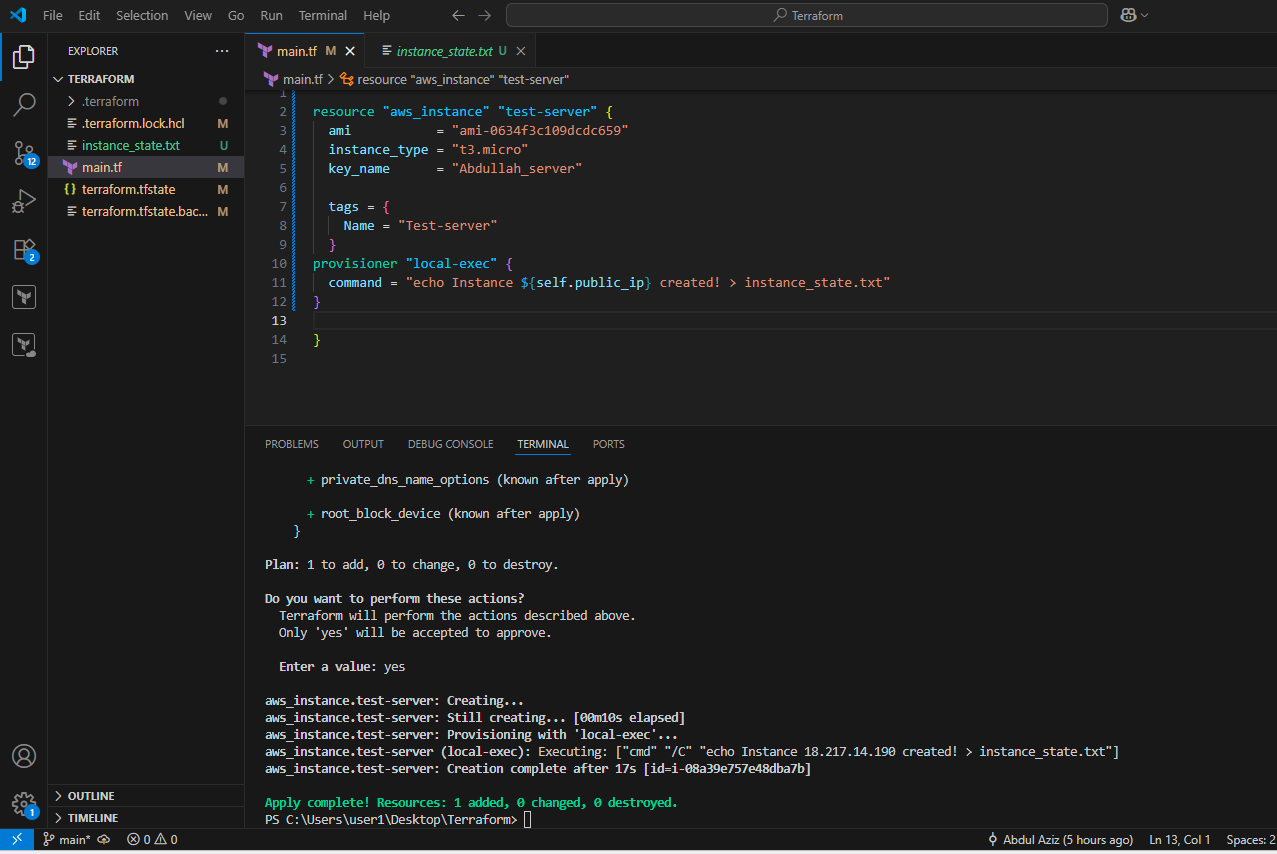 File Edit Selection View Go Run Terminal Help
Terraform
EXPLORER
TERRAFORM
.terraform
.terraform.lock.hcl M
instance_state.txt U
main.tf M
{} terraform.tfstate M
terraform.tfstate.bac... M
12
2
1
OUTLINE
TIMELINE
main.tf M
instance_state.txt U
main.tf > resource "aws_instance" "test-server"
1
2 resource "aws_instance" "test-server" {
3 ami = "ami-0634f3c109dcdc659"
4 instance_type = "t3.micro"
5 key_name = "Abdullah_server"
6
7 tags = {
8 Name = "Test-server"
9 }
10 provisioner "local-exec" {
11 command = "echo Instance ${self.public_ip} created! > instance_state.txt"
12 }
13
14 }
15
PROBLEMS OUTPUT DEBUG CONSOLE TERMINAL PORTS
+ private_dns_name_options (known after apply)
+ root_block_device (known after apply)
}
Plan: 1 to add, 0 to change, 0 to destroy.
Do you want to perform these actions?
Terraform will perform the actions described above.
Only 'yes' will be accepted to approve.
Enter a value: yes
aws_instance.test-server: Creating...
aws_instance.test-server: Still creating... [00m10s elapsed]
aws_instance.test-server: Provisioning with 'local-exec'...
aws_instance.test-server (local-exec): Executing: ["cmd" "/C" "echo Instance 18.217.14.190 created! > instance_state.txt"]
aws_instance.test-server: Creation complete after 17s [id=i-08a39e757e48dba7b]
Apply complete! Resources: 1 added, 0 changed, 0 destroyed.
PS C:\Users\user1\Desktop\Terraform>
main* 0 0 Abdul Aziz (5 hours ago) Ln 13, Col 1 Spaces: 2